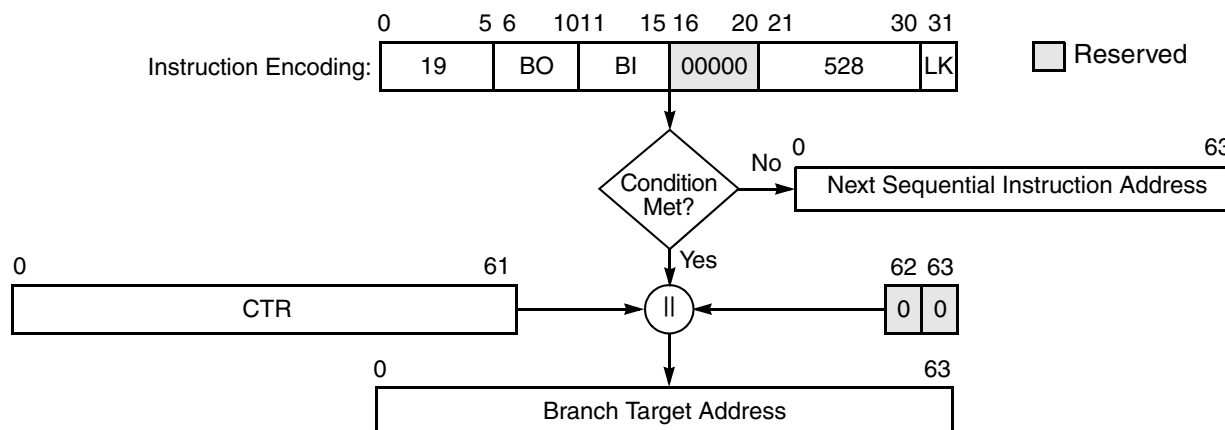 0 5 6 10 11 15 16 20 21 30 31
Instruction Encoding: 19 BO BI 00000 528 LK Reserved
Condition Met?
No
0 63
Next Sequential Instruction Address
Yes
0 61
CTR
||
62 63
0 0
0 63
Branch Target Address